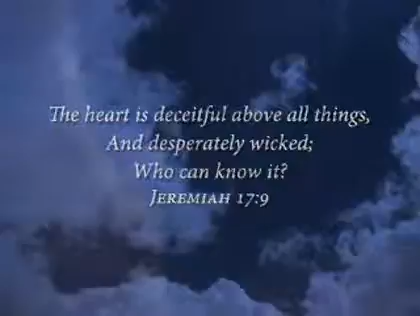 The heart is deceitful above all things,
And desperately wicked;
Who can know it?
JEREMIAH 17:9